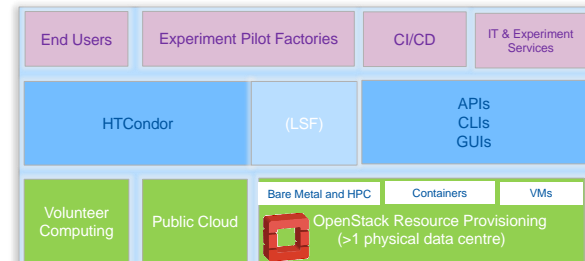 End Users
Experiment Pilot Factories
CI/CD
IT & Experiment
Services
HTCondor
(LSF)
APIs
CLIs
GUIs
Volunteer
Computing
Public Cloud
Bare Metal and HPC
Containers
VMs
OpenStack Resource Provisioning
(>1 physical data centre)